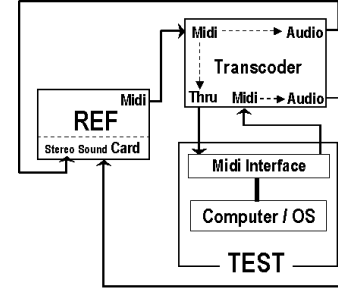 Midi Audio
Transcoder
Thru Midi Audio
Midi
REF
Stereo Sound Card
Midi Interface
Computer / OS
TEST